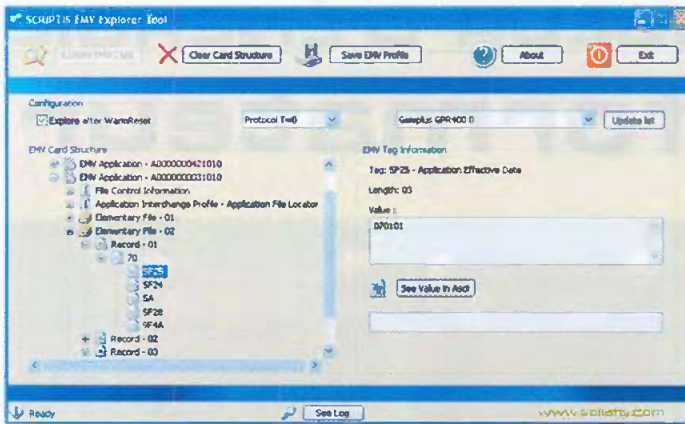 SCRIPTIS EMV Explorer Tool
Clear Card Structure
Save EMV Profile
About
Exit
Configuration
Explore after WarmReset
Protocol T=0
Gemplus GPR400 0
Update list
EMV Card Structure
EMV Application - A0000000421010
EMV Application - A0000000031010
File Control Information
Application Interchange Profile - Application File Locator
Elementary File - 01
Elementary File - 02
Record - 01
70
5F25
5F24
5A
5F28
9F4A
Record - 02
Record - 03
EMV Tag Information
Tag: 5F25 - Application Effective Date
Length: 03
Value :
070101
See Value in Ascii
Ready
See Log